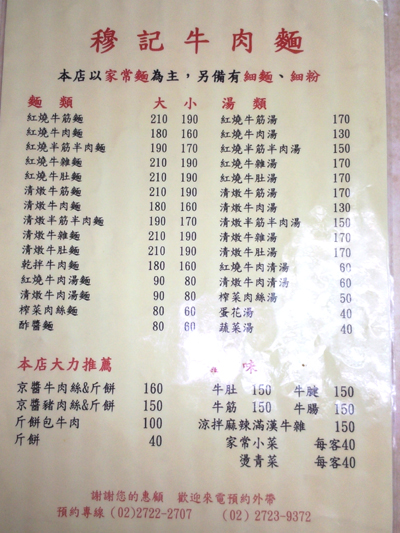 穆記牛肉麵
本店以家常麵為主，另備有細麵、細粉
麵類 大 小
紅燒牛筋麵 210 190
紅燒牛肉麵 180 160
紅燒半筋半肉麵 190 170
紅燒牛雜麵 210 190
紅燒牛肚麵 210 190
清燉牛筋麵 210 190
清燉牛肉麵 180 160
清燉半筋半肉麵 190 170
清燉牛雜麵 210 190
清燉牛肚麵 210 190
乾拌牛肉麵 180 160
紅燒牛肉湯麵 90 80
清燉牛肉湯麵 90 80
榨菜肉絲麵 80 60
酢醬麵 80 60
湯類
紅燒牛筋湯 170
紅燒牛肉湯 130
紅燒半筋半肉湯 150
紅燒牛雜湯 170
紅燒牛肚湯 170
清燉牛筋湯 170
清燉牛肉湯 130
清燉半筋半肉湯 150
清燉牛雜湯 170
清燉牛肚湯 170
紅燒牛肉清湯 60
清燉牛肉清湯 60
榨菜肉絲湯 50
蛋花湯 40
蔬菜湯 40
本店大力推薦
京醬牛肉絲&斤餅 160
京醬豬肉絲&斤餅 150
斤餅包牛肉 100
斤餅 40
味
牛肚 150 牛腱 150
牛筋 150 牛腸 150
涼拌麻辣滿漢牛雜 150
家常小菜 每客40
燙青菜 每客40
謝謝您的惠顧 歡迎來電預約外帶
預約專線 (02)2722-2707 (02) 2723-9372